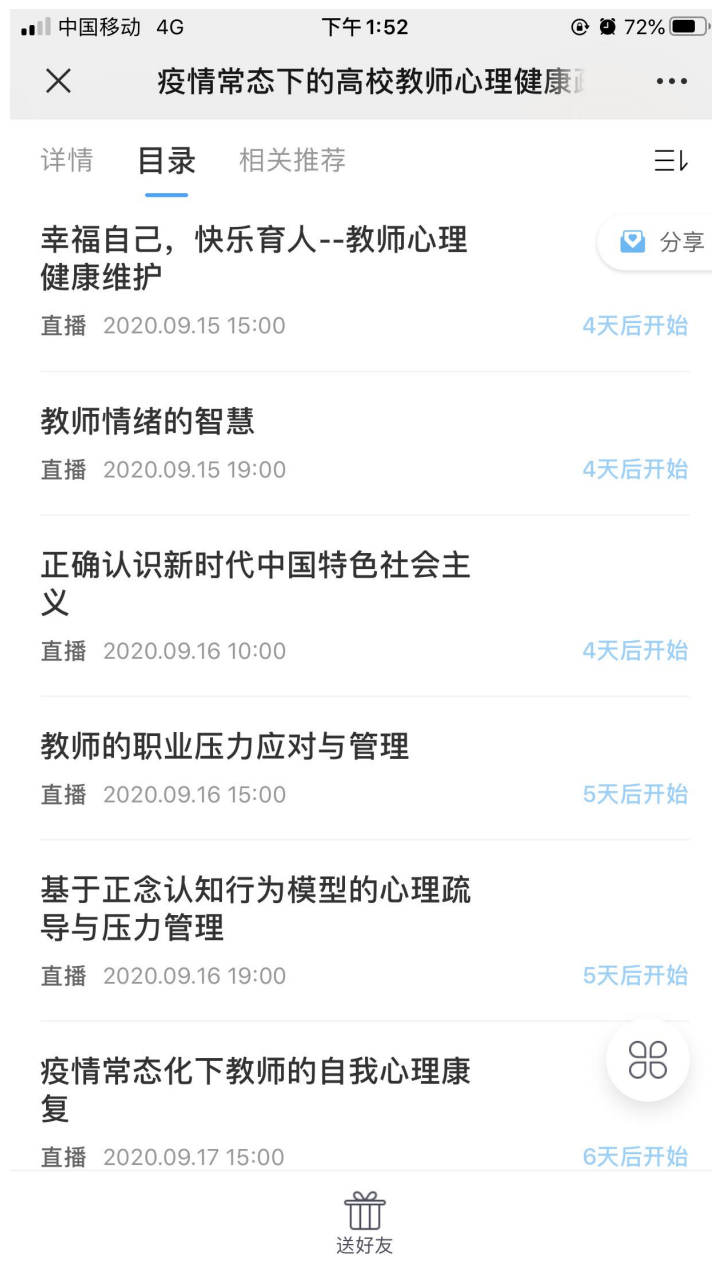 中国移动 4G 下午1:52 72%
疫情常态下的高校教师心理健康
详情 目录 相关推荐
幸福自己，快乐育人--教师心理
健康维护
分享
直播 2020.09.15 15:00 4天后开始
教师情绪的智慧
直播 2020.09.15 19:00 4天后开始
正确认识新时代中国特色社会主
义
直播 2020.09.16 10:00 4天后开始
教师的职业压力应对与管理
直播 2020.09.16 15:00 5天后开始
基于正念认知行为模型的心理疏
导与压力管理
直播 2020.09.16 19:00 5天后开始
疫情常态化下教师的自我心理康
复
直播 2020.09.17 15:00 6天后开始
送好友